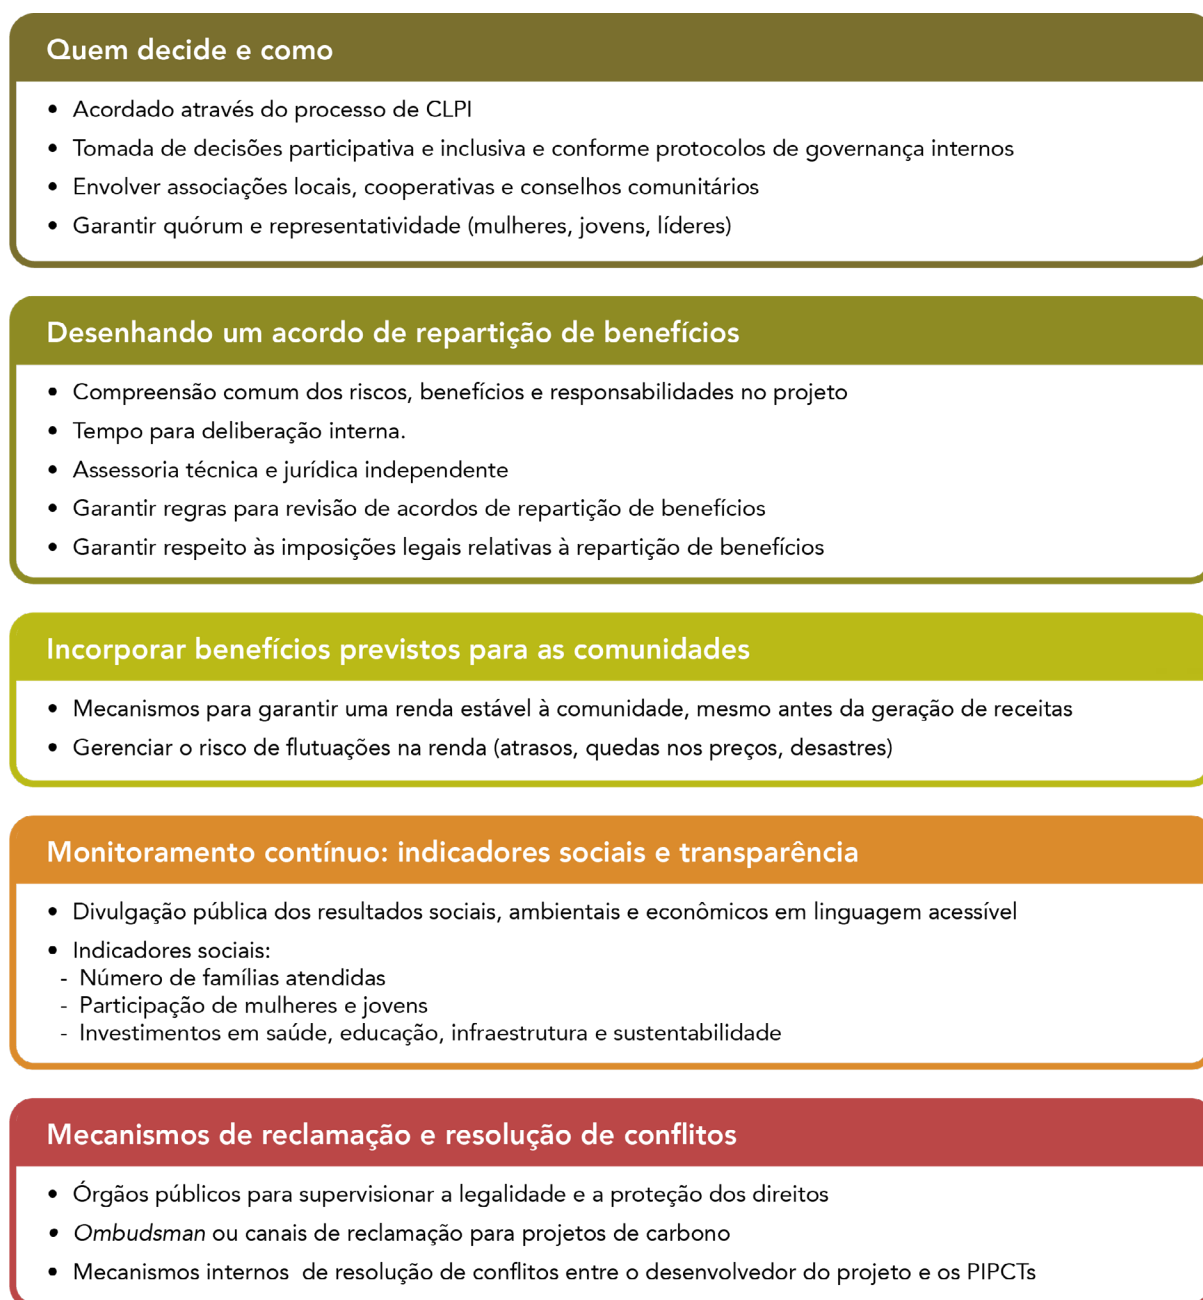 Quem decide e como
• Acordado através do processo de CLPI
• Tomada de decisões participativa e inclusiva e conforme protocolos de governança internos
• Envolver associações locais, cooperativas e conselhos comunitários
• Garantir quórum e representatividade (mulheres, jovens, líderes)
Desenhando um acordo de repartição de benefícios
• Compreensão comum dos riscos, benefícios e responsabilidades no projeto
• Tempo para deliberação interna.
• Assessoria técnica e jurídica independente
• Garantir regras para revisão de acordos de repartição de benefícios
• Garantir respeito às imposições legais relativas à repartição de benefícios
Incorporar benefícios previstos para as comunidades
• Mecanismos para garantir uma renda estável à comunidade, mesmo antes da geração de receitas
• Gerenciar o risco de flutuações na renda (atrasos, quedas nos preços, desastres)
Monitoramento contínuo: indicadores sociais e transparência
• Divulgação pública dos resultados sociais, ambientais e econômicos em linguagem acessível
• Indicadores sociais:
- Número de famílias atendidas
- Participação de mulheres e jovens
- Investimentos em saúde, educação, infraestrutura e sustentabilidade
Mecanismos de reclamação e resolução de conflitos
• Órgãos públicos para supervisionar a legalidade e a proteção dos direitos
• Ombudsman ou canais de reclamação para projetos de carbono
• Mecanismos internos de resolução de conflitos entre o desenvolvedor do projeto e os PIPCTs